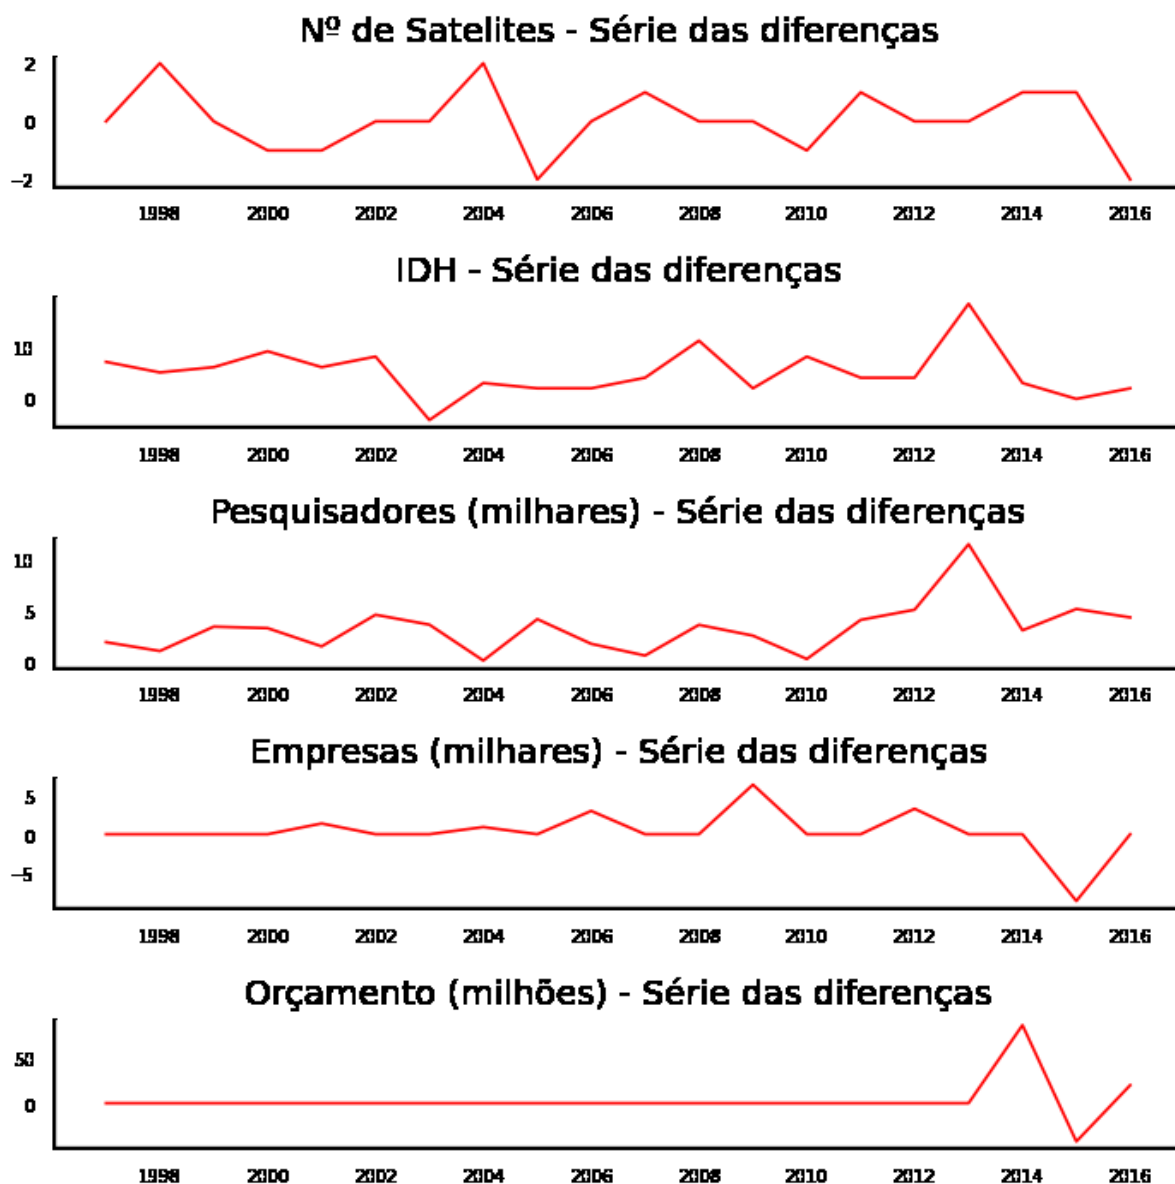 Nº de Satelites - Série das diferenças
2
0
−2
1998 2000 2002 2004 2006 2008 2010 2012 2014 2016
IDH - Série das diferenças
10
0
1998 2000 2002 2004 2006 2008 2010 2012 2014 2016
Pesquisadores (milhares) - Série das diferenças
10
5
0
1998 2000 2002 2004 2006 2008 2010 2012 2014 2016
Empresas (milhares) - Série das diferenças
5
0
−5
1998 2000 2002 2004 2006 2008 2010 2012 2014 2016
Orçamento (milhões) - Série das diferenças
50
0
1998 2000 2002 2004 2006 2008 2010 2012 2014 2016